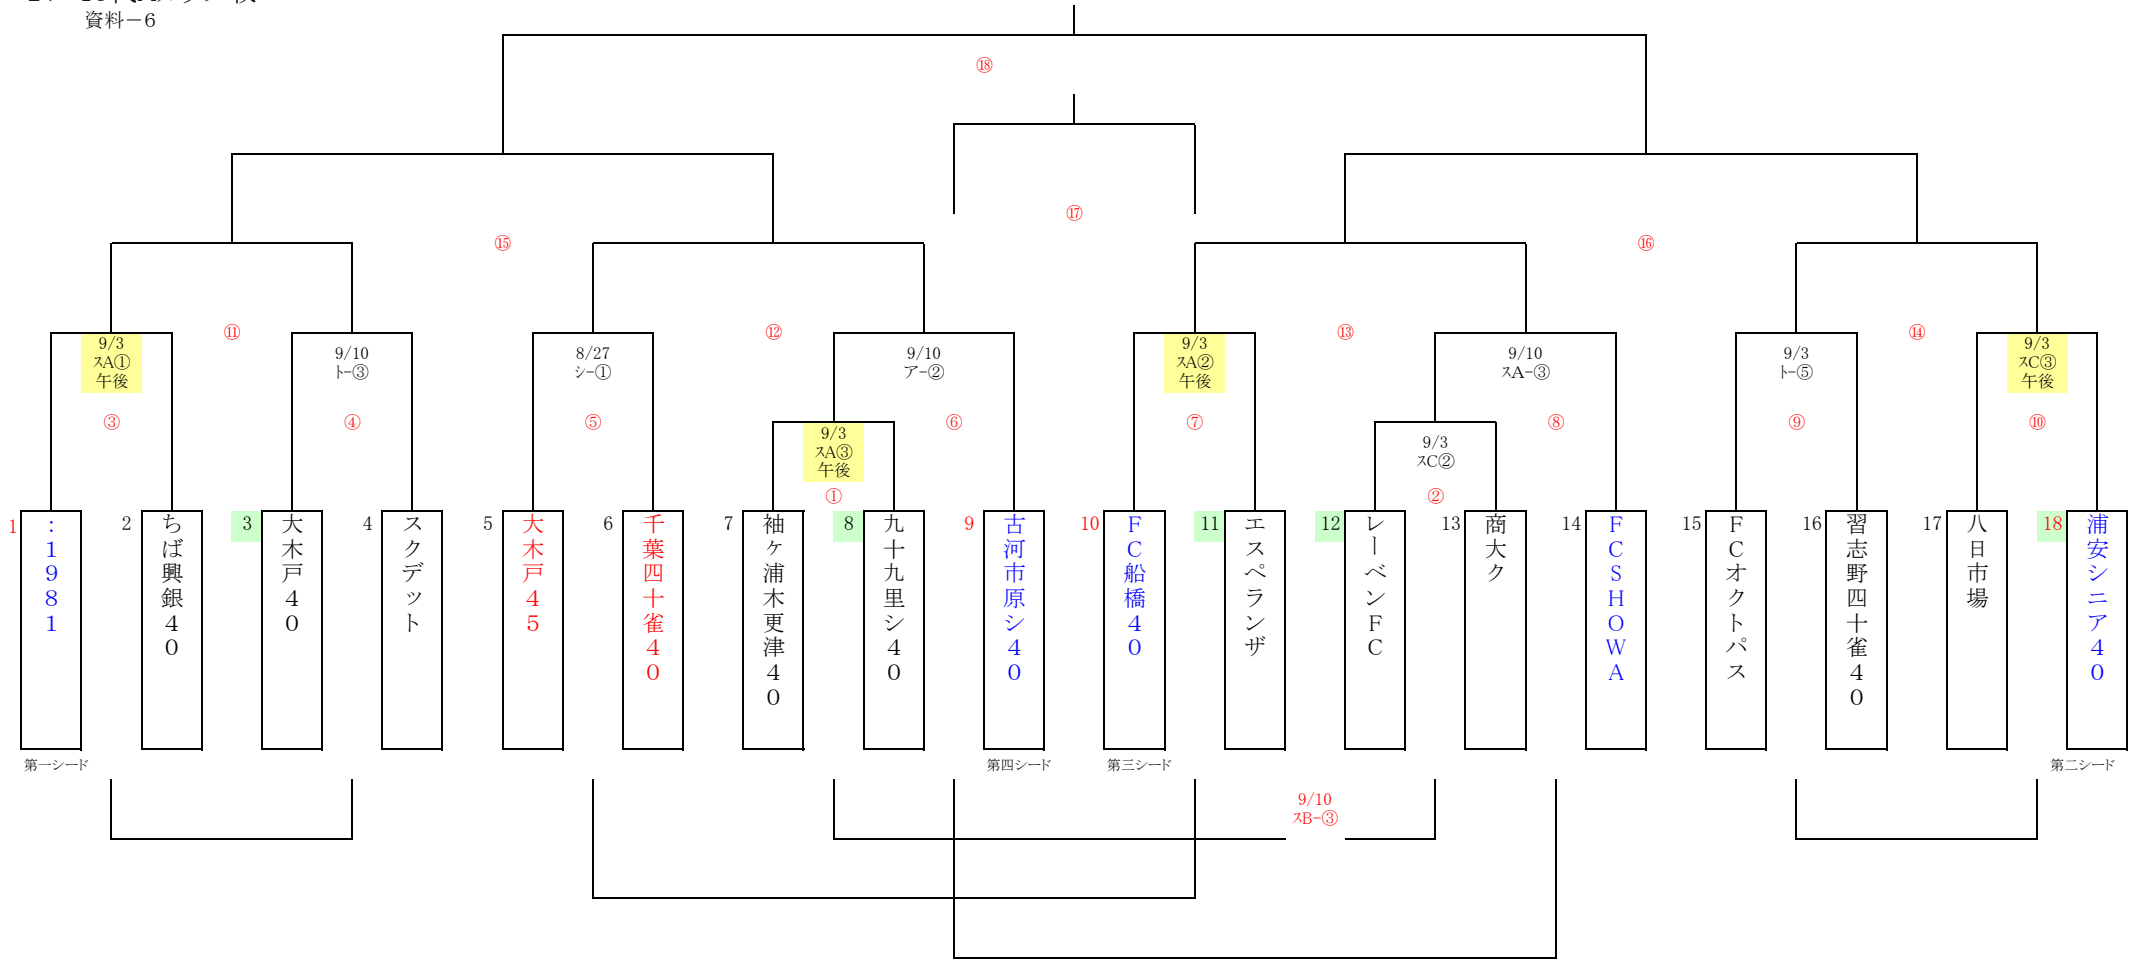 資料−6
⑱
⑰
⑮
⑯
⑪
⑫
⑬
⑭
9/3
スA①
午後
9/10
ト−③
8/27
シ−①
9/10
ア−②
9/3
スA②
午後
9/10
スA−③
9/3
ト−⑤
9/3
スC③
午後
③
④
⑤
⑥
⑦
⑧
⑨
⑩
9/3
スA③
午後
9/3
スC②
①
②
1
：1981
2
ちば興銀40
3
大木戸40
4
スクデット
5
大木戸45
6
千葉四十雀40
7
袖ヶ浦木更津40
8
九十九里シ40
9
古河市原シ40
10
FC船橋40
11
エスペランザ
12
レーベンFC
13
商大ク
14
FCSHOWA
15
FCオクトパス
16
習志野四十雀40
17
八日市場
18
浦安シニア40
第一シード
第四シード
第三シード
第二シード
9/10
スB−③